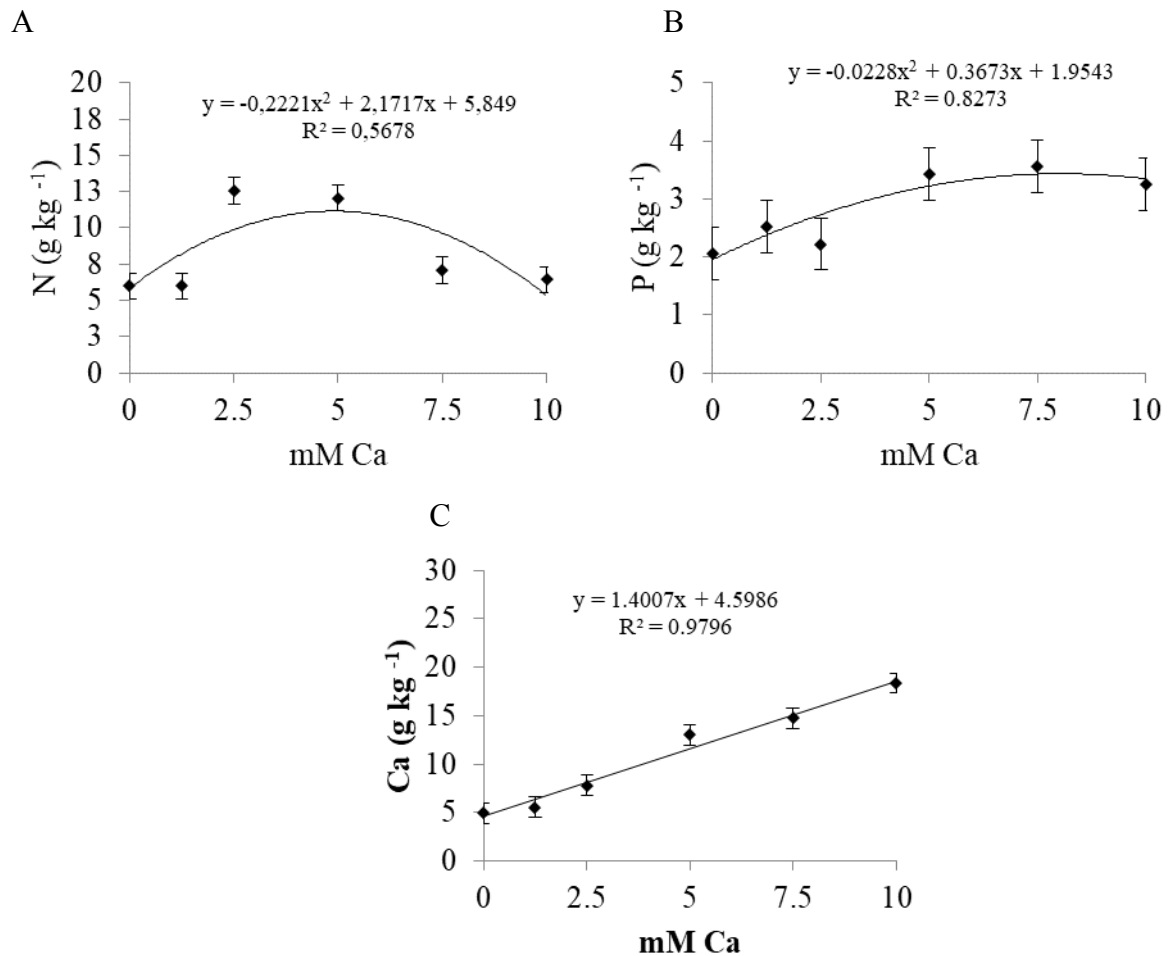 A
y = -0,2221x² + 2,1717x + 5,849
R² = 0,5678
N (g kg ⁻¹)
20
18
15
13
10
8
5
3
0
0 2.5 5 7.5 10
mM Ca
B
y = -0.0228x² + 0.3673x + 1.9543
R² = 0.8273
P (g kg ⁻¹)
5
4
3
2
1
0
0 2.5 5 7.5 10
mM Ca
C
y = 1.4007x + 4.5986
R² = 0.9796
Ca (g kg ⁻¹)
30
25
20
15
10
5
0
0 2.5 5 7.5 10
mM Ca